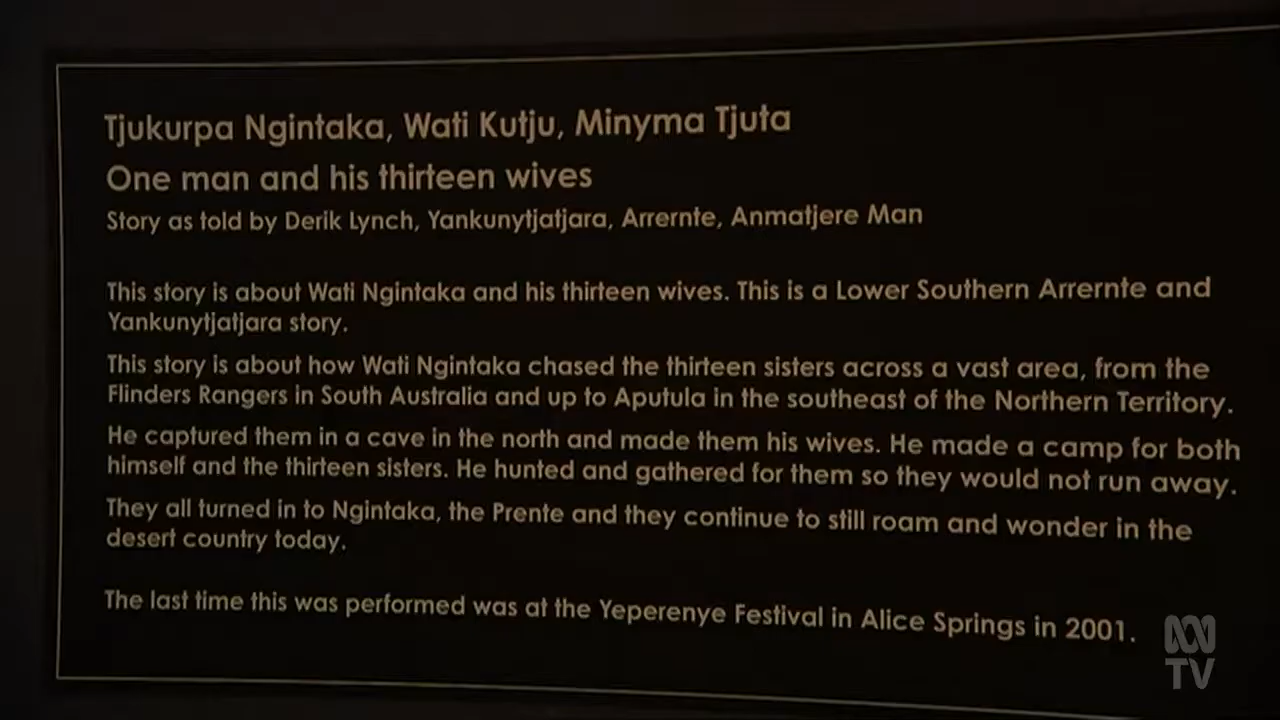 Tjukurpa Ngintaka, Wati Kutju, Minyma Tjuta
One man and his thirteen wives
Story as told by Derik Lynch, Yankunytjatjara, Arrernte, Anmatjere Man
This story is about Wati Ngintaka and his thirteen wives. This is a Lower Southern Arrernte and
Yankunytjatjara story.
This story is about how Wati Ngintaka chased the thirteen sisters across a vast area, from the
Flinders Rangers in South Australia and up to Aputula in the southeast of the Northern Territory.
He captured them in a cave in the north and made them his wives. He made a camp for both
himself and the thirteen sisters. He hunted and gathered for them so they would not run away.
They all turned in to Ngintaka, the Prente and they continue to still roam and wonder in the
desert country today.
The last time this was performed was at the Yeperenye Festival in Alice Springs in 2001.
TV